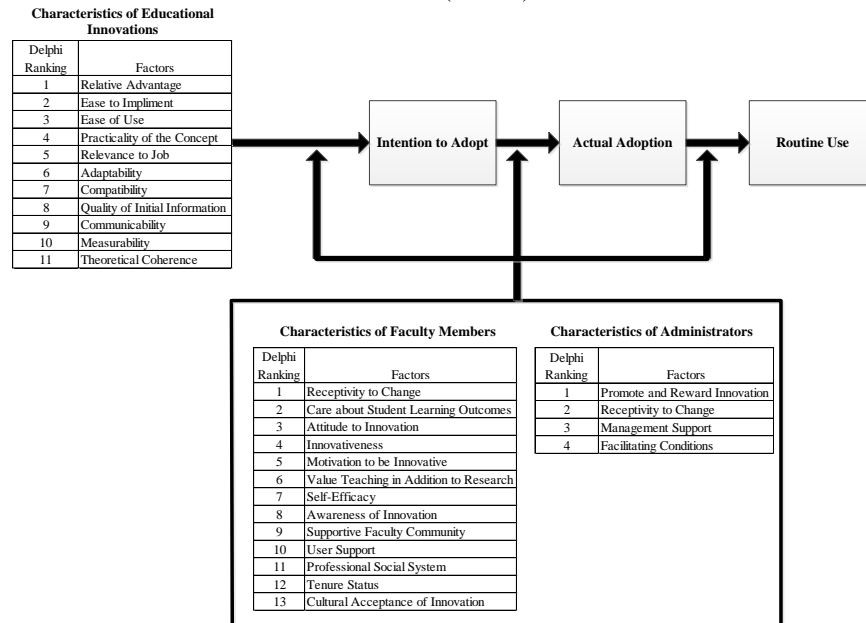 Characteristics of Educational
Innovations
Delphi
Ranking Factors
1 Relative Advantage
2 Ease to Impliment
3 Ease of Use
4 Practicality of the Concept
5 Relevance to Job
6 Adaptability
7 Compatibility
8 Quality of Initial Information
9 Communicability
10 Measurability
11 Theoretical Coherence
Intention to Adopt
Actual Adoption
Routine Use
Characteristics of Faculty Members
Delphi
Ranking Factors
1 Receptivity to Change
2 Care about Student Learning Outcomes
3 Attitude to Innovation
4 Innovativeness
5 Motivation to be Innovative
6 Value Teaching in Addition to Research
7 Self-Efficacy
8 Awareness of Innovation
9 Supportive Faculty Community
10 User Support
11 Professional Social System
12 Tenure Status
13 Cultural Acceptance of Innovation
Characteristics of Administrators
Delphi
Ranking Factors
1 Promote and Reward Innovation
2 Receptivity to Change
3 Management Support
4 Facilitating Conditions